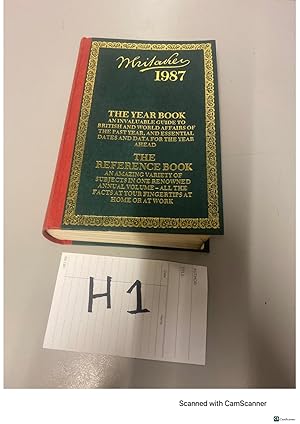 Whitaker
1987
THE YEAR BOOK
AN INVALUABLE GUIDE TO
BRITISH AND WORLD AFFAIRS OF
THE PAST YEAR, AND ESSENTIAL
DATES AND DATA FOR THE YEAR
AHEAD
THE
REFERENCE BOOK
AN AMAZING VARIETY OF
SUBJECTS IN ONE RENOWNED
ANNUAL VOLUME – ALL THE
FACTS AT YOUR FINGERTIPS AT
HOME OR AT WORK
H1
Scanned with CamScanner
CS CamScanner